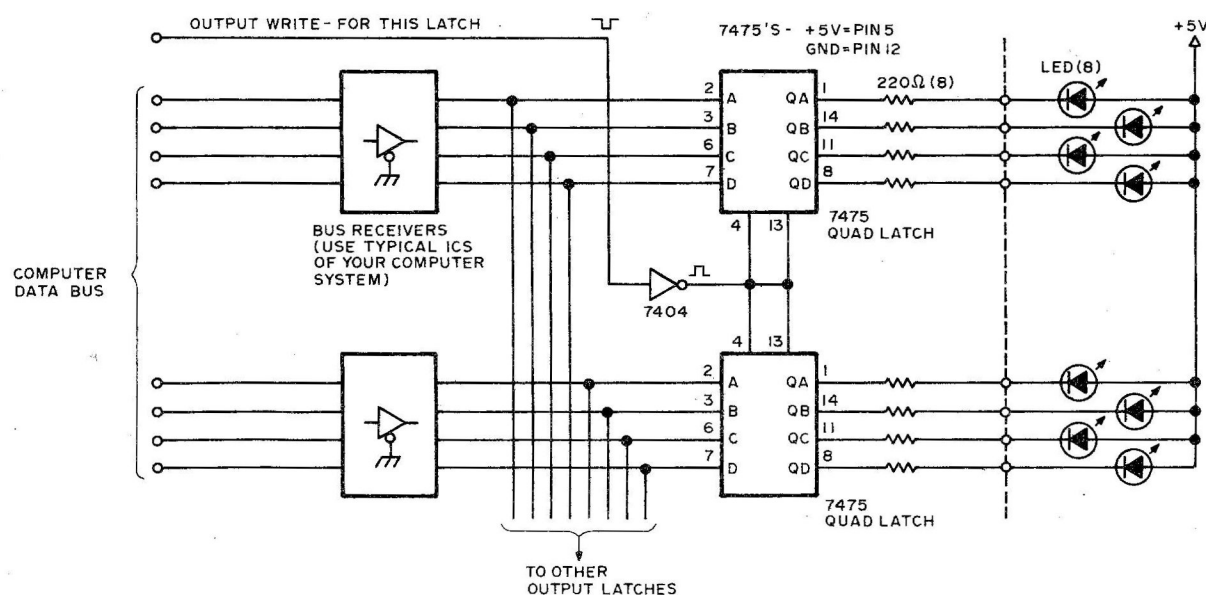 OUTPUT WRITE-FOR THIS LATCH
7475'S - +5V=PIN 5
GND=PIN 12
+5V
220Ω (8)
LED (8)
2 A QA 1
3 B QB 14
6 C QC 11
7 D QD 8
4 13
7475
QUAD LATCH
BUS RECEIVERS
(USE TYPICAL ICS
OF YOUR COMPUTER
SYSTEM)
COMPUTER
DATA BUS
7404
4 13
2 A QA 1
3 B QB 14
6 C QC 11
7 D QD 8
7475
QUAD LATCH
TO OTHER
OUTPUT LATCHES